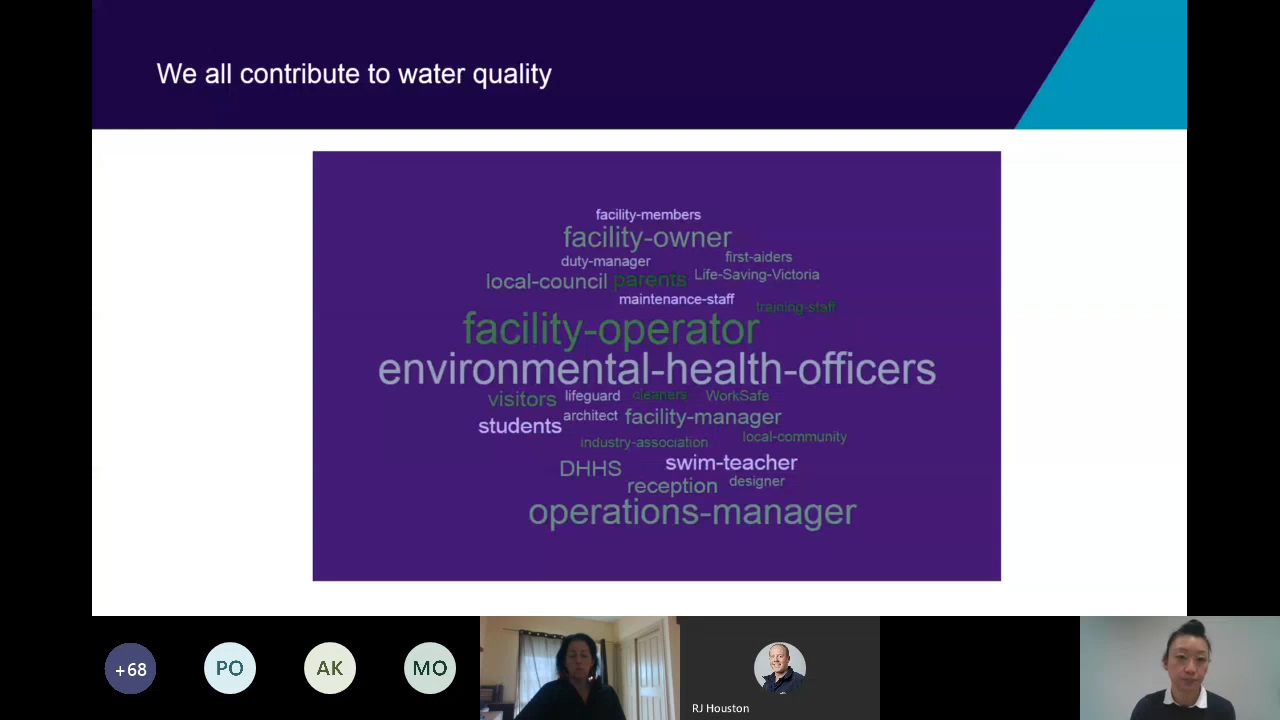 We all contribute to water quality
facility-members
facility-owner
duty-manager
first-aiders
local-council parents Life-Saving-Victoria
maintenance-staff
training-staff
facility-operator
environmental-health-officers
visitors lifeguard cleaners WorkSafe
students architect facility-manager
industry-association local-community
DHHS swim-teacher
reception designer
operations-manager
+68 PO AK MO
RJ Houston